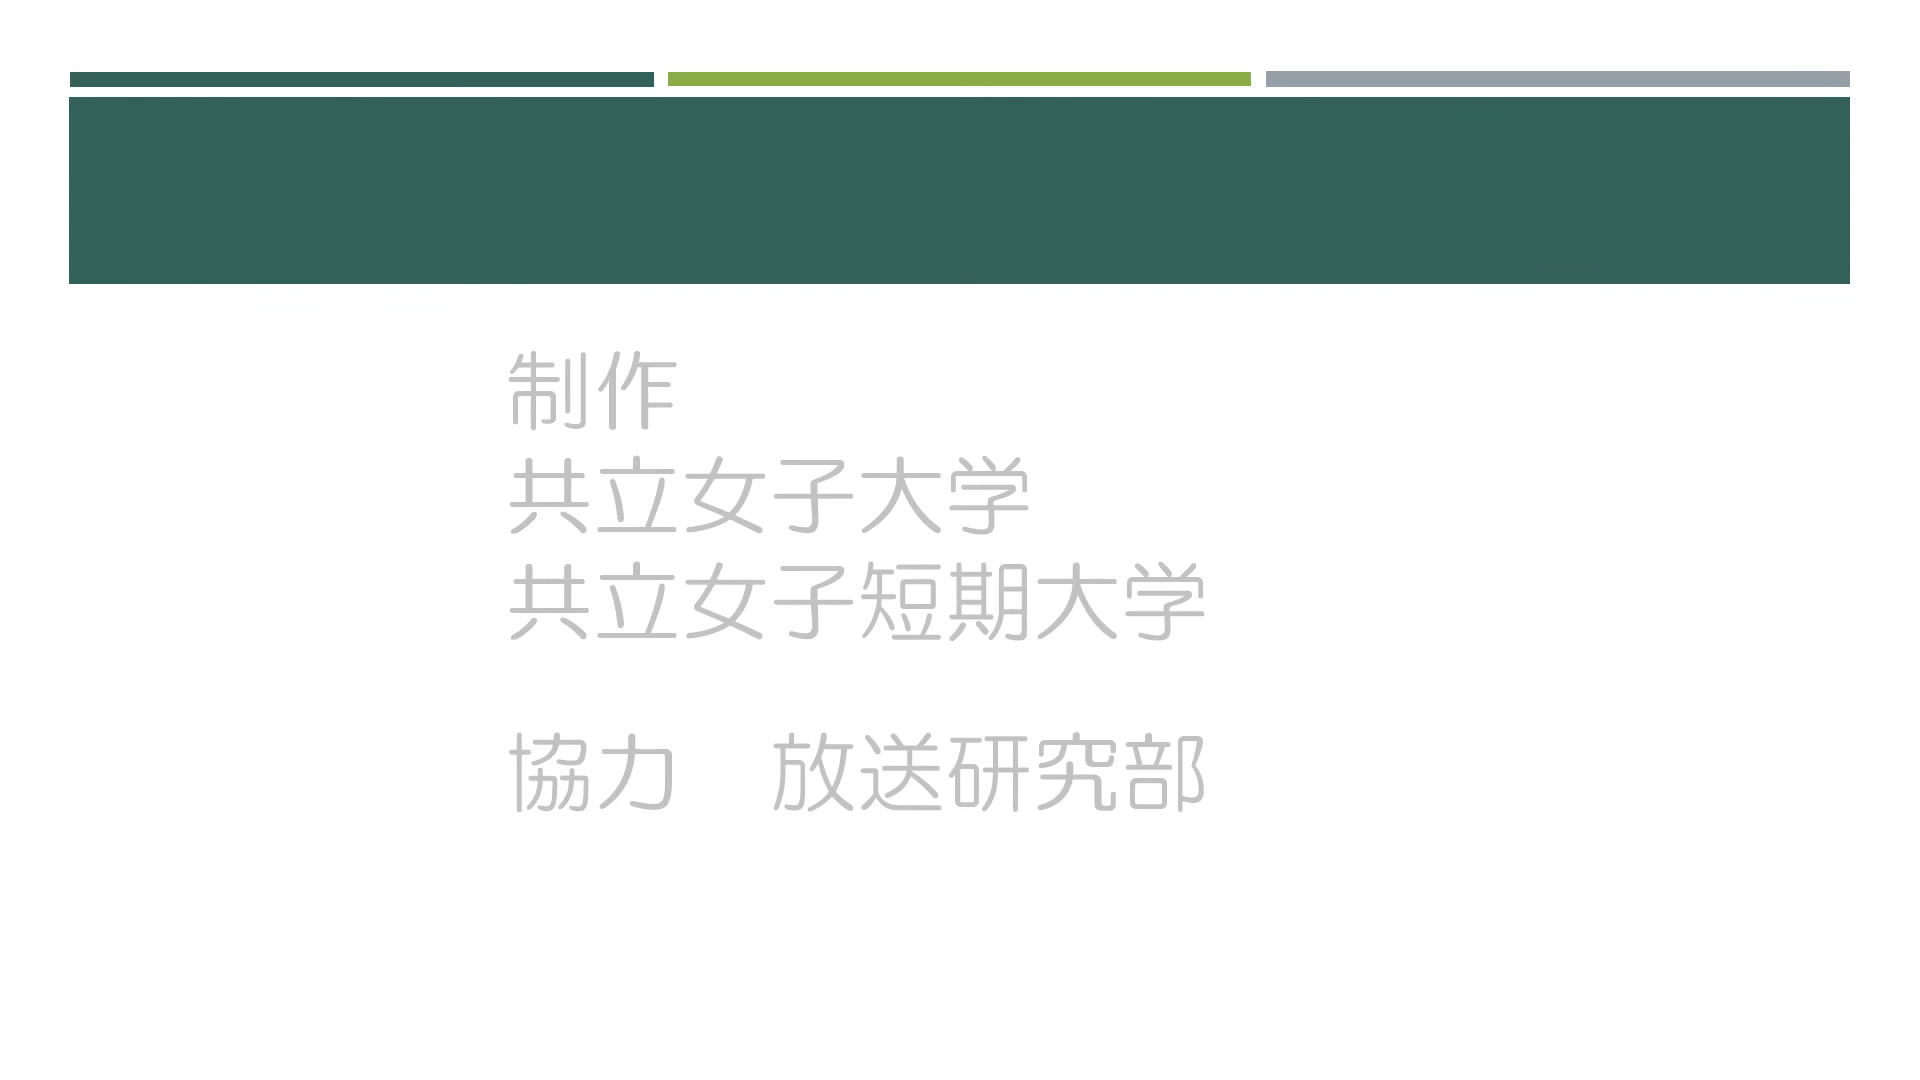 制作
共立女子大学
共立女子短期大学
協力　放送研究部